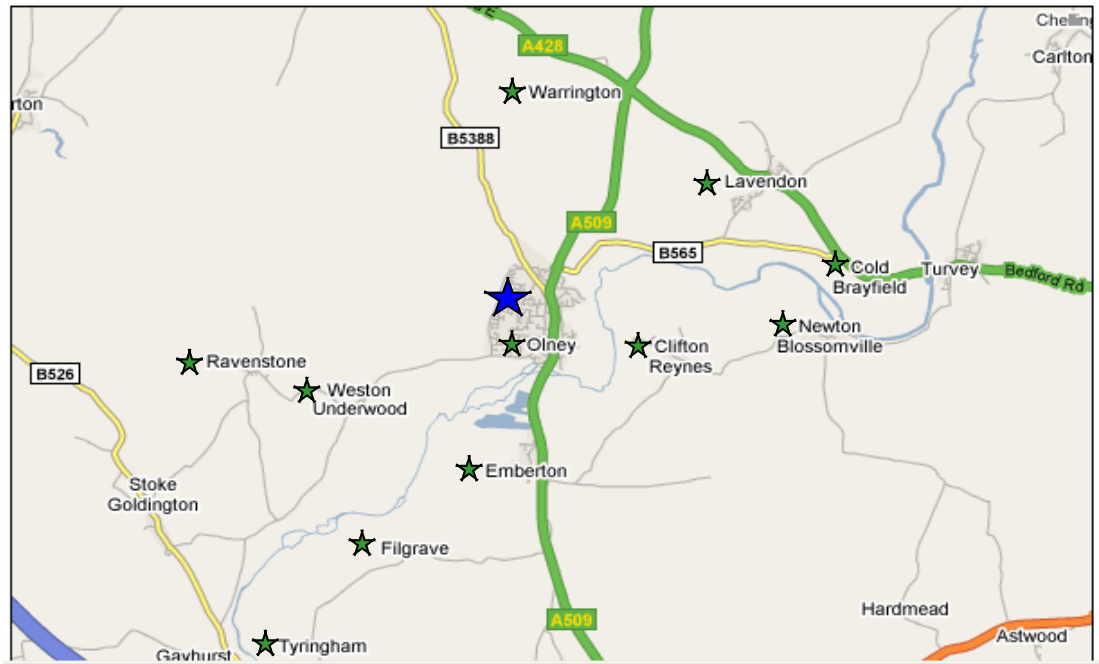 E
A428
Chelling
Carlton
Warrington
rton
B5388
Lavendon
A509
B565
Cold
Brayfield
Turvey
Bedford Rd
Newton
Blossomville
Olney
Clifton
Reynes
Ravenstone
B526
Weston
Underwood
Emberton
Stoke
Goldington
Filgrave
Hardmead
A509
Astwood
Tyringham
Gayhurst